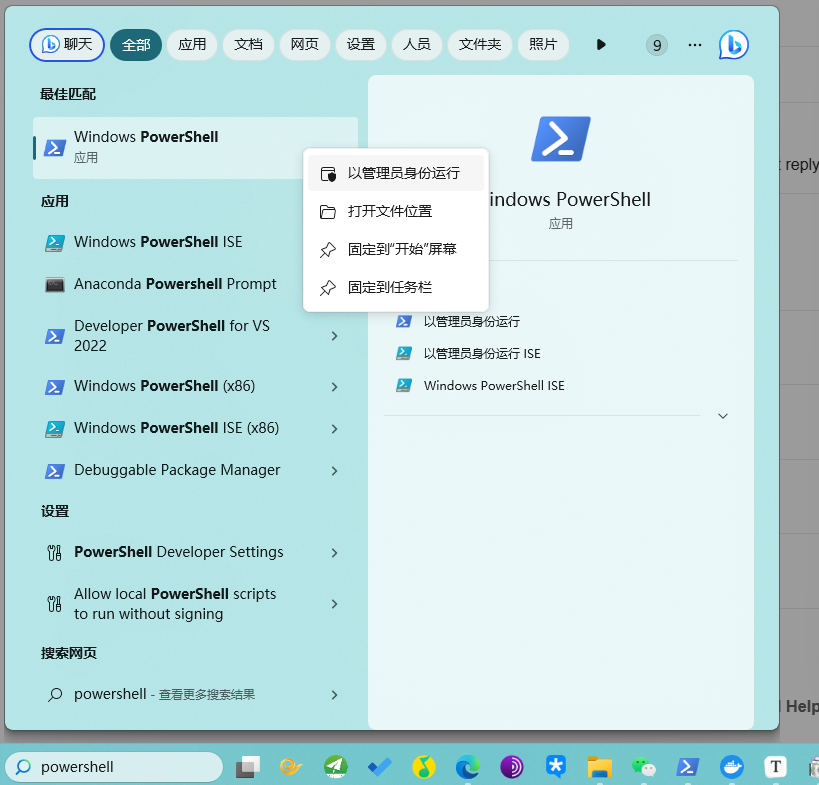 聊天 全部 应用 文档 网页 设置 人员 文件夹 照片 9 ...
最佳匹配
Windows PowerShell
应用
应用
Windows PowerShell ISE
Anaconda Powershell Prompt
Developer PowerShell for VS
2022
Windows PowerShell (x86)
Windows PowerShell ISE (x86)
Debuggable Package Manager
设置
PowerShell Developer Settings
Allow local PowerShell scripts
to run without signing
搜索网页
powershell - 查看更多搜索结果
以管理员身份运行
打开文件位置
固定到“开始”屏幕
固定到任务栏
indows PowerShell
应用
以管理员身份运行
以管理员身份运行 ISE
Windows PowerShell ISE
reply
Help
powershell
T